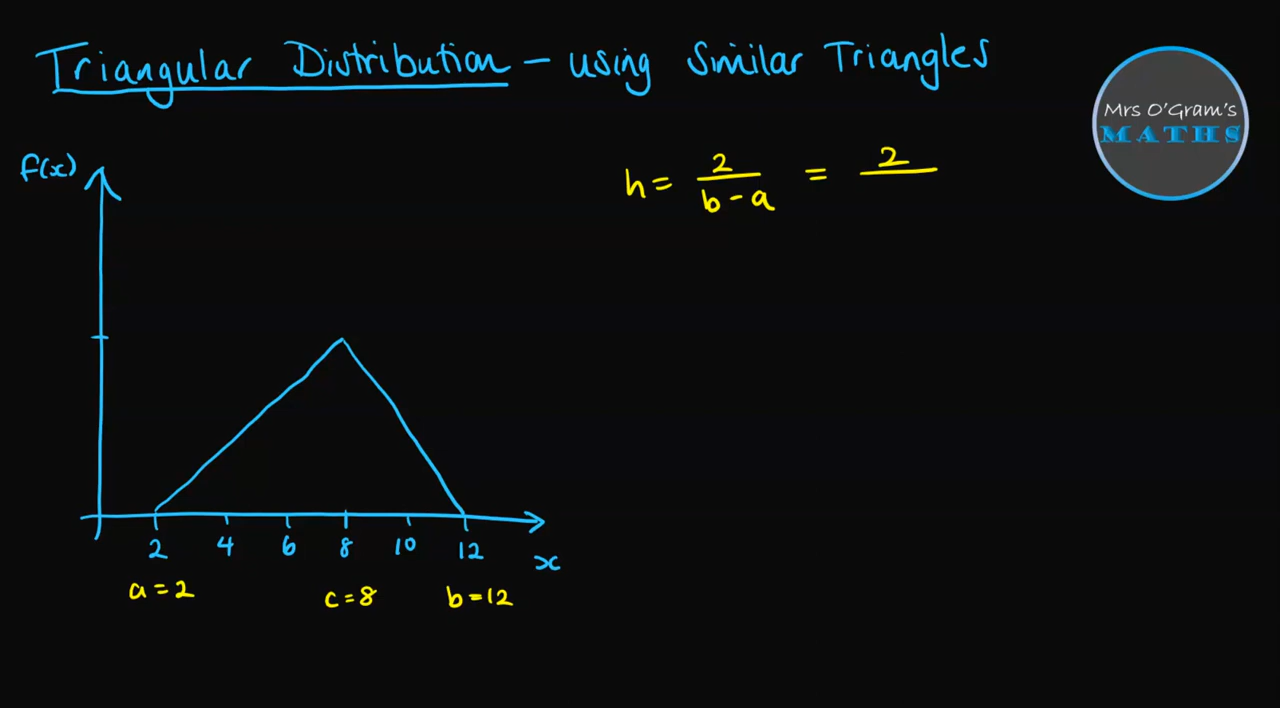 Triangular Distribution - using Similar Triangles
Mrs O'Gram's
MATHS
f(x)
h = 2/(b - a) = 2/
2 4 6 8 10 12 x
a = 2 c = 8 b = 12